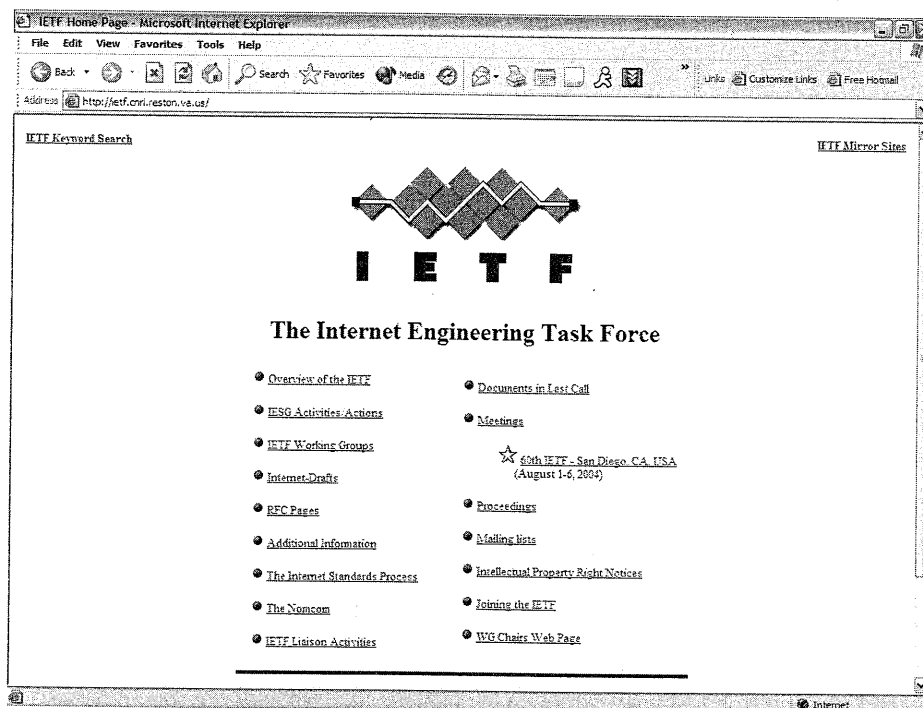 IETF Home Page - Microsoft Internet Explorer
File Edit View Favorites Tools Help
Back Search Favorites Media » Links Customize Links Free Hotmail
Address http://ietf.cnri.reston.va.us/
IETF Keyword Search
IETF Mirror Sites
I E T F
The Internet Engineering Task Force
Overview of the IETF
IESG Activities/Actions
IETF Working Groups
Internet-Drafts
RFC Pages
Additional Information
The Internet Standards Process
The Nomcom
IETF Liaison Activities
Documents in Last Call
Meetings
60th IETF - San Diego, CA, USA
(August 1-6, 2004)
Proceedings
Mailing lists
Intellectual Property Right Notices
Joining the IETF
WG Chairs Web Page
Internet